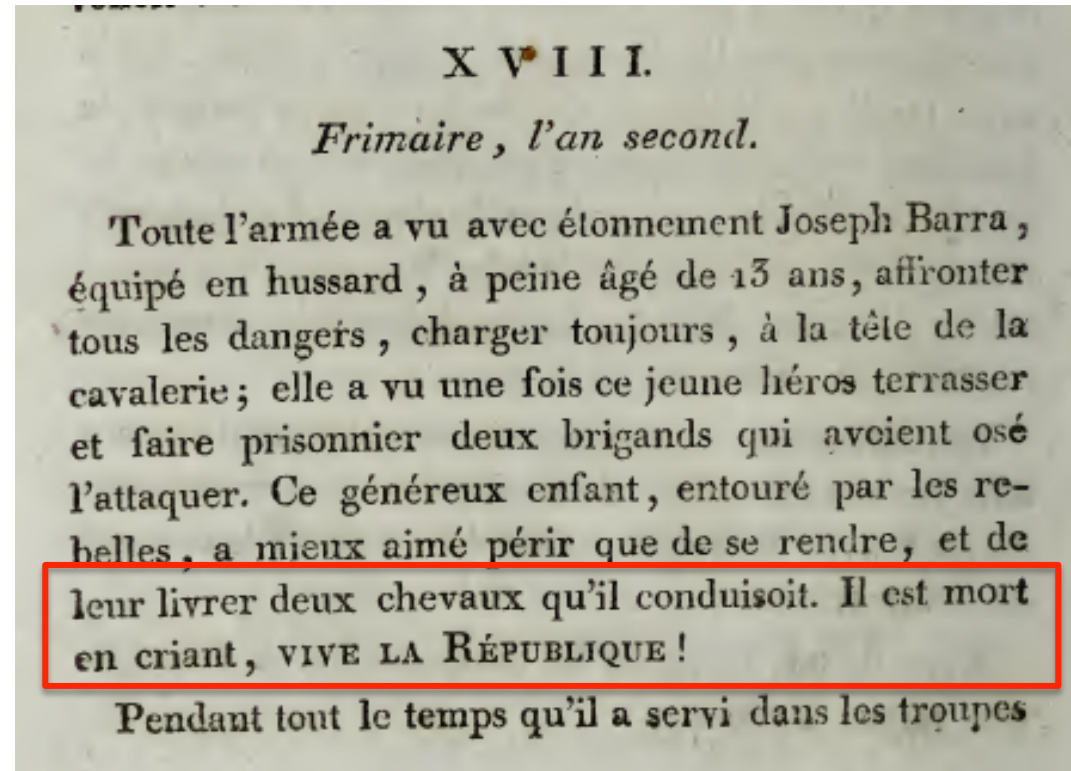 X V I I I.
Frimaire, l'an second.
Toute l'armée a vu avec étonnement Joseph Barra,
équipé en hussard, à peine âgé de 13 ans, affronter
tous les dangers, charger toujours, à la tête de la
cavalerie; elle a vu une fois ce jeune héros terrasser
et faire prisonnier deux brigands qui avoient osé
l'attaquer. Ce généreux enfant, entouré par les re-
belles, a mieux aimé périr que de se rendre, et de
leur livrer deux chevaux qu'il conduisoit. Il est mort
en criant, VIVE LA RÉPUBLIQUE!
Pendant tout le temps qu'il a servi dans les troupes